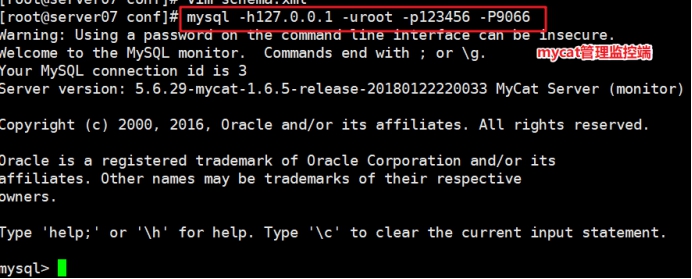 [root@server07 conf]# vim schema.xml
[root@server07 conf]# mysql -h127.0.0.1 -uroot -p123456 -P9066
Warning: Using a password on the command line interface can be insecure.
Welcome to the MySQL monitor.  Commands end with ; or \g.
mycat管理监控端
Your MySQL connection id is 3
Server version: 5.6.29-mycat-1.6.5-release-20180122220033 MyCat Server (monitor)
Copyright (c) 2000, 2016, Oracle and/or its affiliates. All rights reserved.
Oracle is a registered trademark of Oracle Corporation and/or its
affiliates. Other names may be trademarks of their respective
owners.
Type 'help;' or '\h' for help. Type '\c' to clear the current input statement.
mysql>